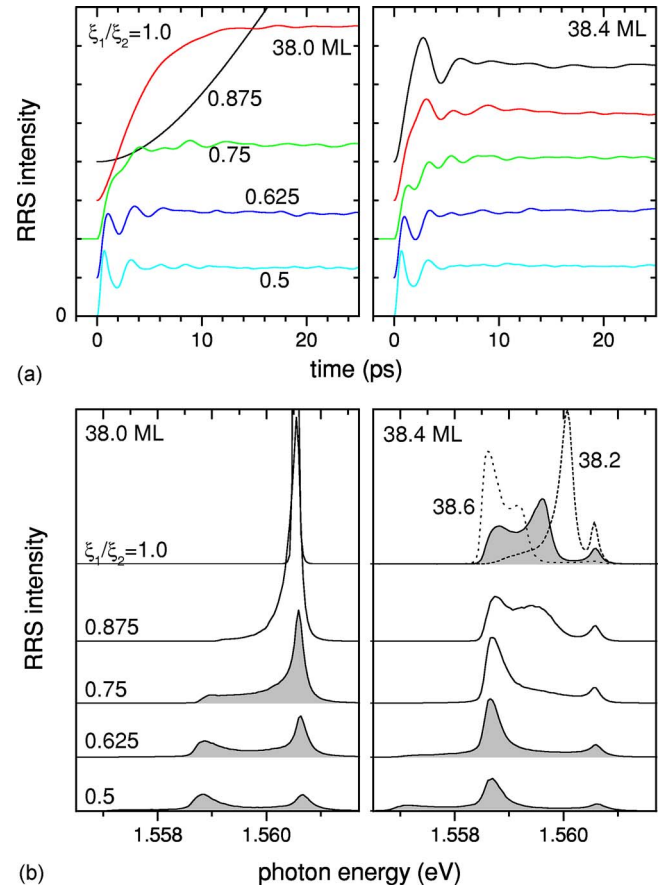 ξ₁/ξ₂=1.0
38.0 ML
0.875
0.75
0.625
0.5
38.4 ML
RRS intensity
0
0 10 20
0 10 20
(a)
time (ps)
38.0 ML
ξ₁/ξ₂=1.0
0.875
0.75
0.625
0.5
38.4 ML
38.2
38.6
RRS intensity
1.558 1.560
1.558 1.560
(b)
photon energy (eV)